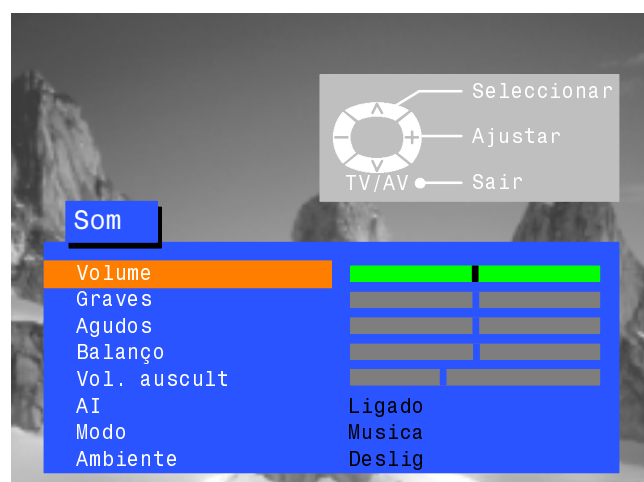 Seleccionar
Ajustar
TV/AV Sair
Som
Volume
Graves
Agudos
Balanço
Vol. auscult
AI Ligado
Modo Musica
Ambiente Deslig